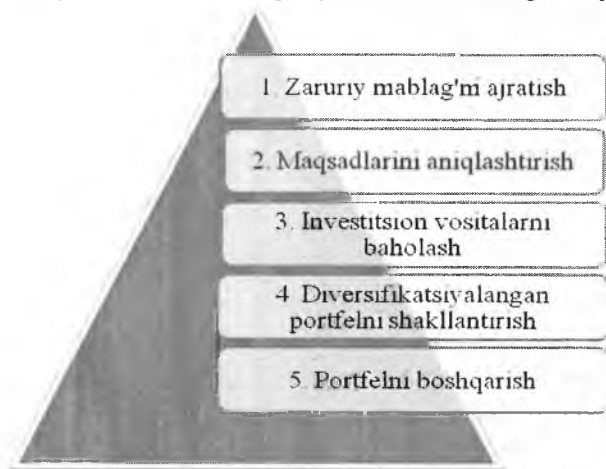 1. Zaruriy mablag'ni ajratish
2. Maqsadlarini aniqlashtirish
3. Investitsion vositalarni
baholash
4 Diversifikatsiyalangan
portfelni shakllantirish
5. Portfelni boshqarish